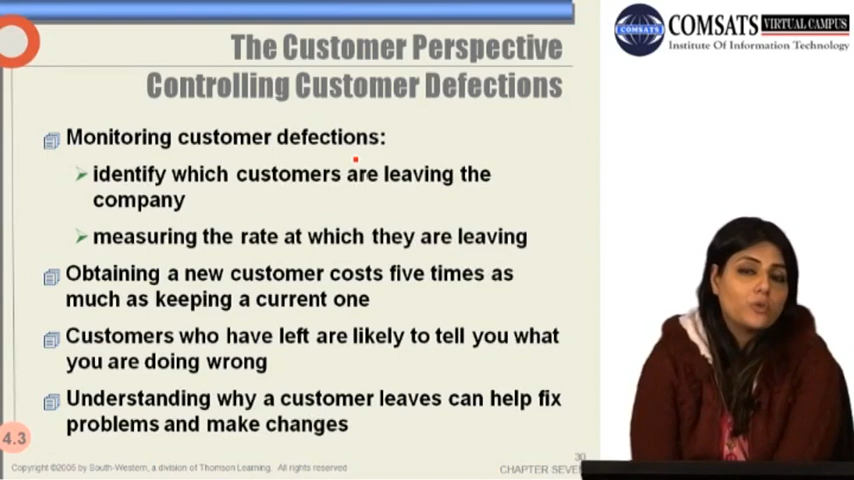 COMSATS VIRTUAL CAMPUS
COMSATS
Institute Of Information Technology
The Customer Perspective
Controlling Customer Defections
Monitoring customer defections:
identify which customers are leaving the
company
measuring the rate at which they are leaving
Obtaining a new customer costs five times as
much as keeping a current one
Customers who have left are likely to tell you what
you are doing wrong
Understanding why a customer leaves can help fix
problems and make changes
4.3
30
Copyright ©2005 by South-Western, a division of Thomson Learning. All rights reserved
CHAPTER SEVE